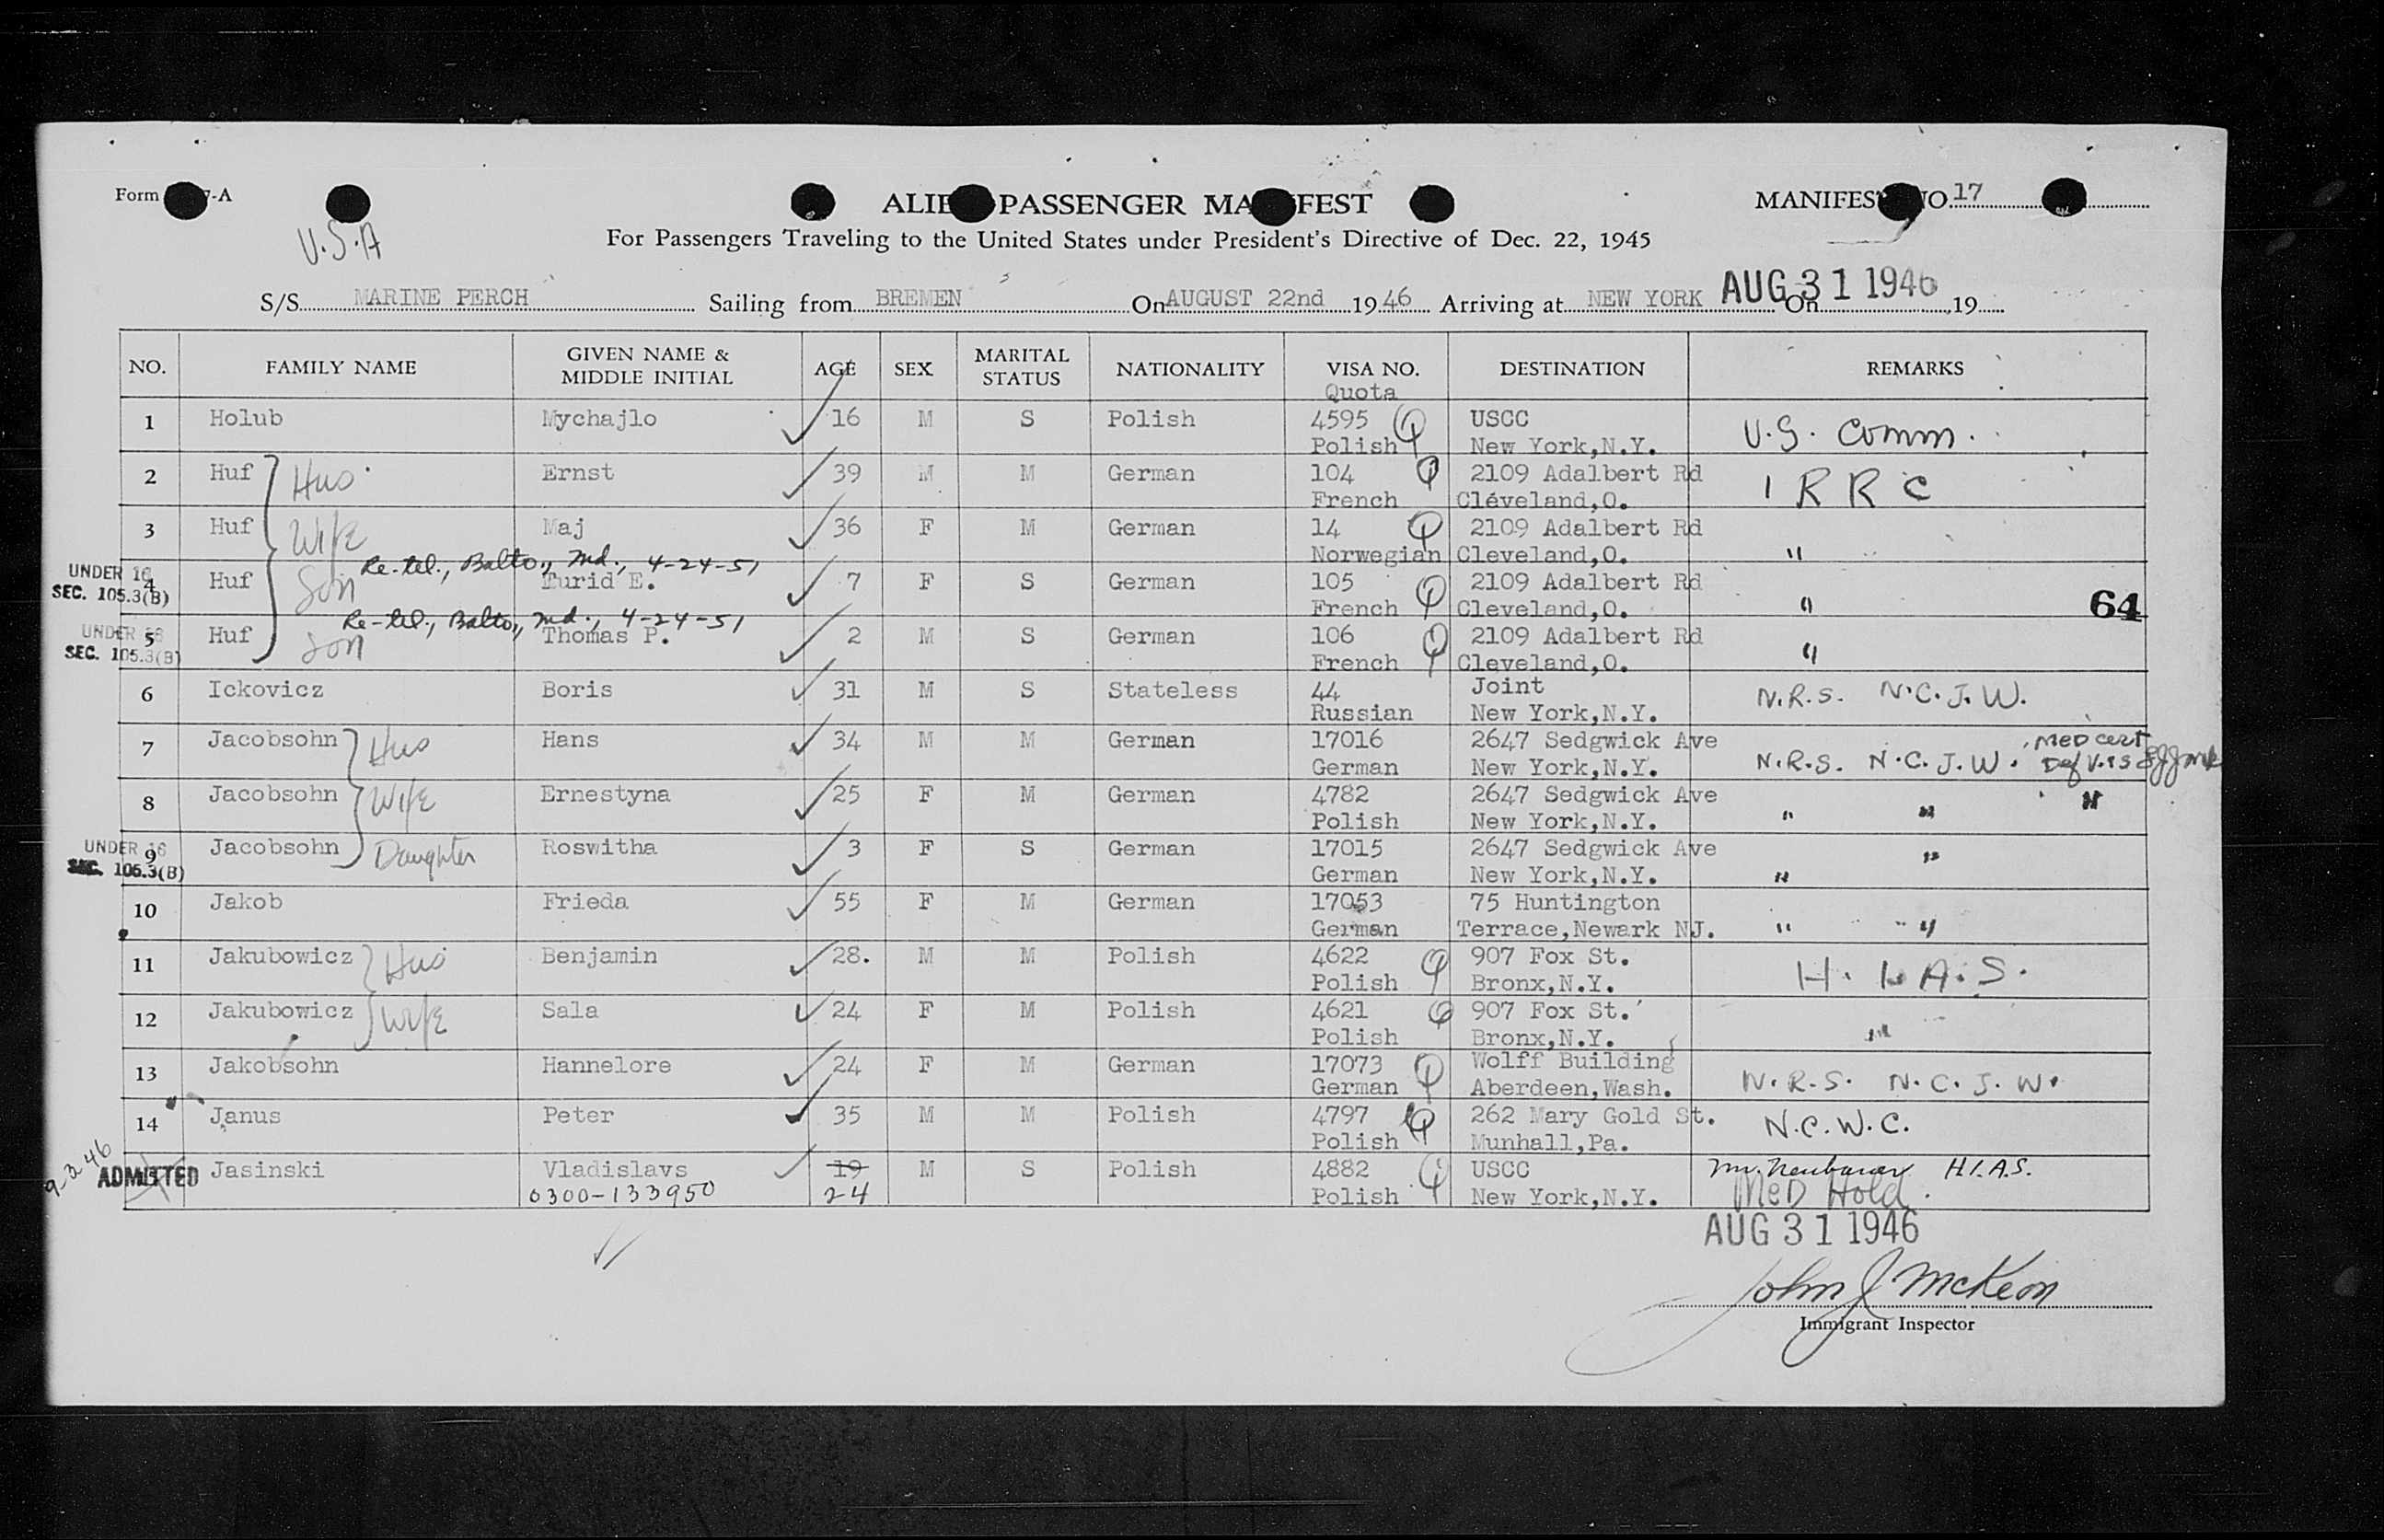 Form 7-A
U.S.A
ALIE PASSENGER MA FEST
MANIFES NO. 17
For Passengers Traveling to the United States under President's Directive of Dec. 22, 1945
S/S MARINE PERCH Sailing from BREMEN On AUGUST 22nd 19 46 Arriving at NEW YORK On AUG 31 1946 , 19
NO. FAMILY NAME GIVEN NAME & MIDDLE INITIAL AGE SEX MARITAL STATUS NATIONALITY VISA NO. DESTINATION REMARKS
Quota
1 Holub Mychajlo 16 M S Polish 4595 USCC
Polish New York,N.Y. U.S. Comm.
2 Huf Hus. Ernst 39 M M German 104 2109 Adalbert Rd
French Cléveland,O. I R R C
3 Huf Wife Maj 36 F M German 14 2109 Adalbert Rd
Norwegian Cleveland,O. "
Re-tel., Balto., Md., 4-24-51
UNDER 16
SEC. 105.3(B)
4 Huf Son Turid E. 7 F S German 105 2109 Adalbert Rd
French Cleveland,O. "
64
Re-tel., Balto., Md., 4-24-51
UNDER 16
SEC. 105.3(B)
5 Huf Son Thomas P. 2 M S German 106 2109 Adalbert Rd
French Cleveland,O. "
6 Ickovicz Boris 31 M S Stateless 44 Joint
Russian New York,N.Y. N.R.S. N.C.J.W.
7 Jacobsohn Hus Hans 34 M M German 17016 2647 Sedgwick Ave
German New York,N.Y. N.R.S. N.C.J.W. MED cert
Def
8 Jacobsohn Wife Ernestyna 25 F M German 4782 2647 Sedgwick Ave
Polish New York,N.Y. " " "
UNDER 16
SEC. 105.3(B)
9 Jacobsohn Daughter Roswitha 3 F S German 17015 2647 Sedgwick Ave
German New York,N.Y. " "
10 Jakob Frieda 55 F M German 17053 75 Huntington
German Terrace,Newark NJ. " "
11 Jakubowicz Hus Benjamin 28. M M Polish 4622 907 Fox St.
Polish Bronx,N.Y. H.I.A.S.
12 Jakubowicz Wife Sala 24 F M Polish 4621 907 Fox St.
Polish Bronx,N.Y. "
13 Jakobsohn Hannelore 24 F M German 17073 Wolff Building
German Aberdeen,Wash. N.R.S. N.C.J.W.
14 Janus Peter 35 M M Polish 4797 262 Mary Gold St.
Polish Munhall,Pa. N.C.W.C.
9-3-46
ADMITTED Jasinski Vladislavs 19 M S Polish 4882 USCC Mr. Neubauer H.I.A.S.
0300-133950 24 Polish New York,N.Y. Med Hold.
AUG 31 1946
John J McKeon
Immigrant Inspector